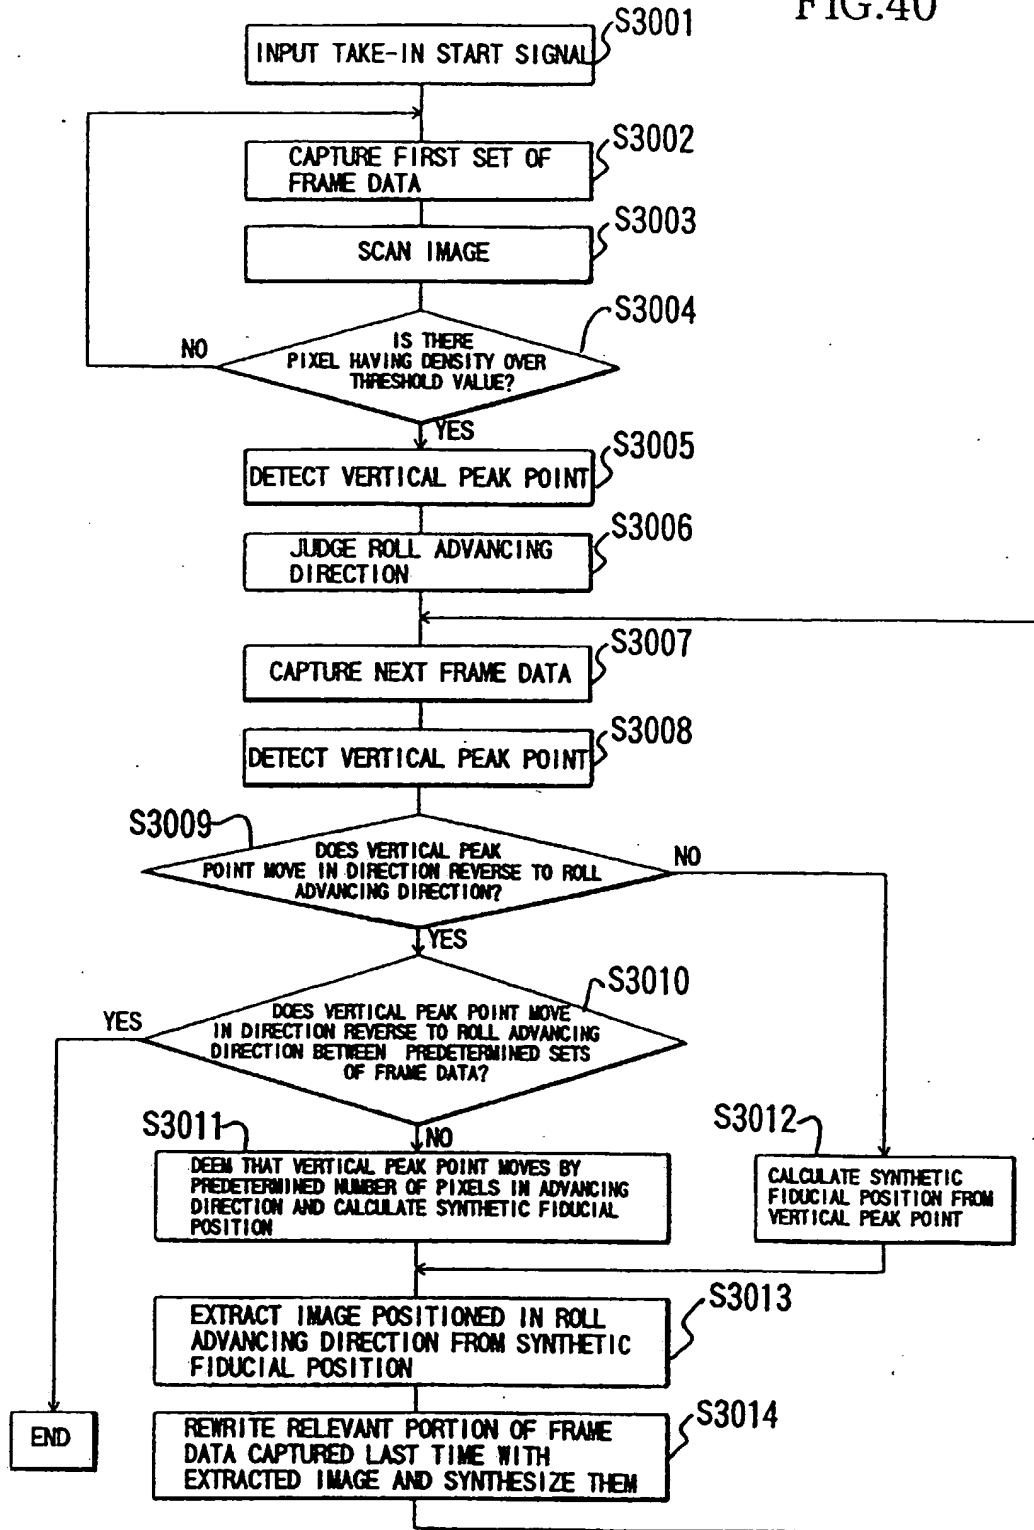 FIG.40
S3001
INPUT TAKE-IN START SIGNAL
S3002
CAPTURE FIRST SET OF
FRAME DATA
S3003
SCAN IMAGE
S3004
IS THERE
PIXEL HAVING DENSITY OVER
THRESHOLD VALUE?
NO
YES
S3005
DETECT VERTICAL PEAK POINT
S3006
JUDGE ROLL ADVANCING
DIRECTION
S3007
CAPTURE NEXT FRAME DATA
S3008
DETECT VERTICAL PEAK POINT
S3009
DOES VERTICAL PEAK
POINT MOVE IN DIRECTION REVERSE TO ROLL
ADVANCING DIRECTION?
NO
YES
S3010
DOES VERTICAL PEAK POINT MOVE
IN DIRECTION REVERSE TO ROLL ADVANCING
DIRECTION BETWEEN PREDETERMINED SETS
OF FRAME DATA?
YES
NO
S3011
DEEM THAT VERTICAL PEAK POINT MOVES BY
PREDETERMINED NUMBER OF PIXELS IN ADVANCING
DIRECTION AND CALCULATE SYNTHETIC FIDUCIAL
POSITION
S3012
CALCULATE SYNTHETIC
FIDUCIAL POSITION FROM
VERTICAL PEAK POINT
S3013
EXTRACT IMAGE POSITIONED IN ROLL
ADVANCING DIRECTION FROM SYNTHETIC
FIDUCIAL POSITION
S3014
REWRITE RELEVANT PORTION OF FRAME
DATA CAPTURED LAST TIME WITH
EXTRACTED IMAGE AND SYNTHESIZE THEM
END